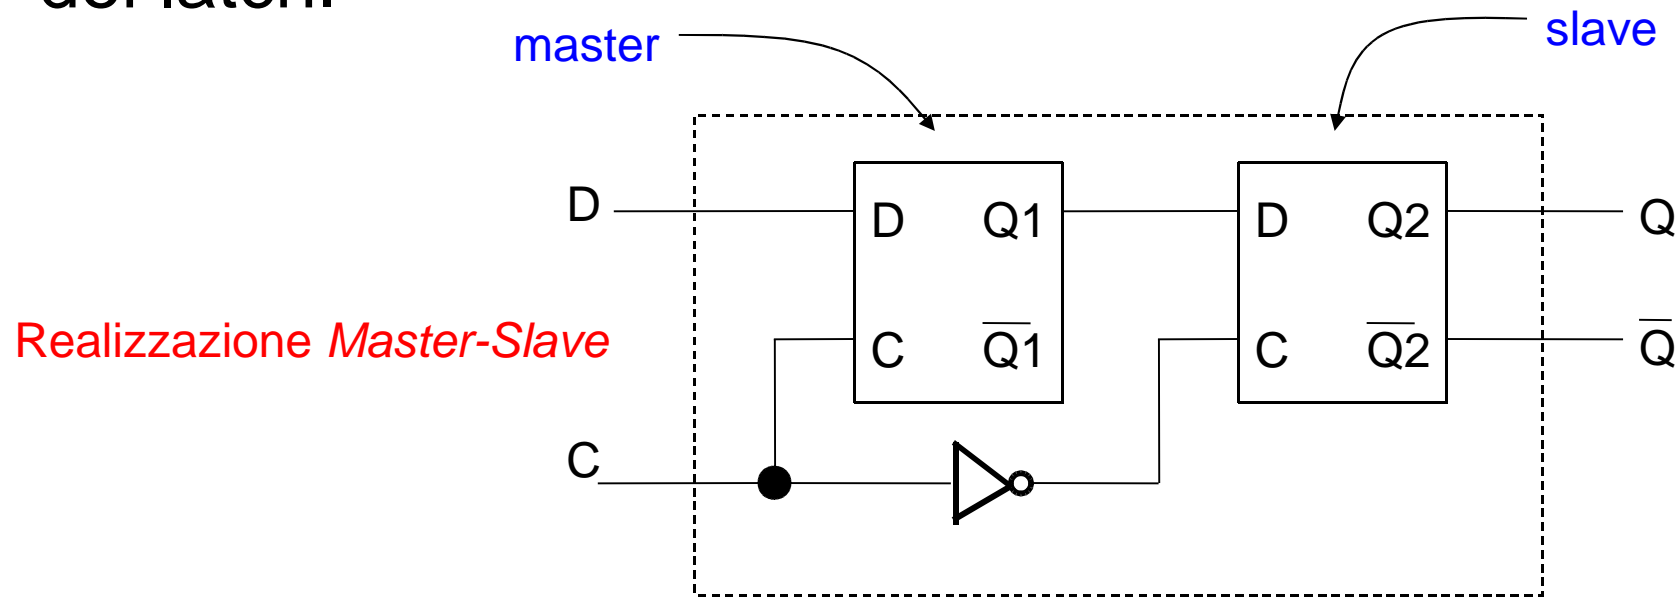 master
slave
D
D Q1
D Q2
Q
Realizzazione Master-Slave
C Q1
C Q2
Q
C